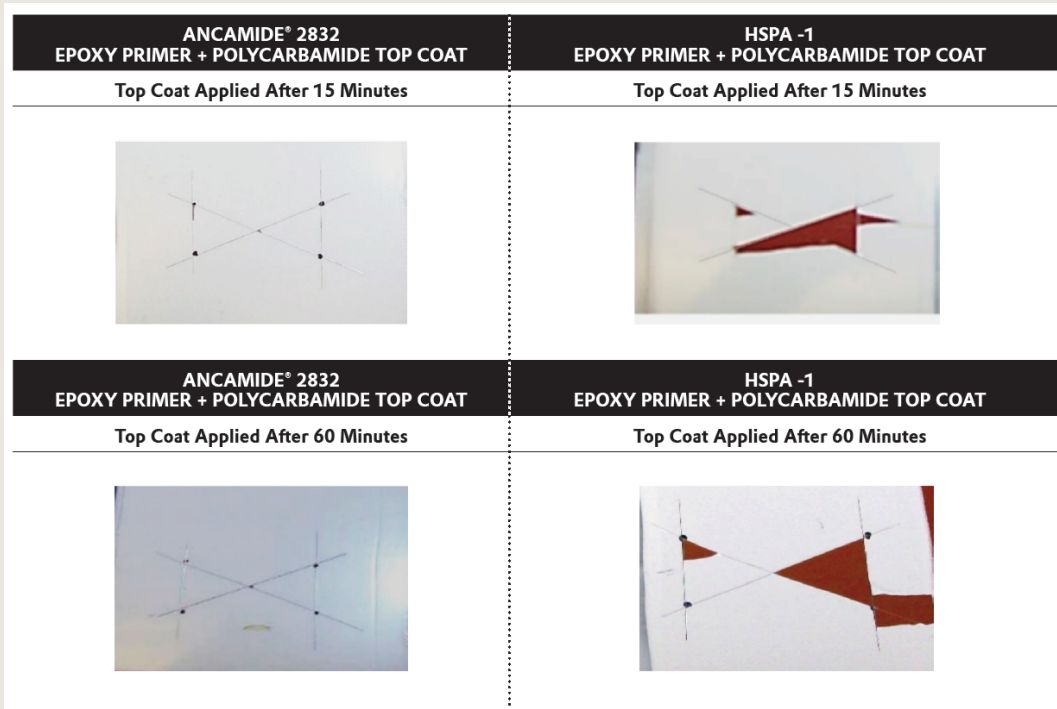 ANCAMIDE® 2832
EPOXY PRIMER + POLYCARBAMIDE TOP COAT
Top Coat Applied After 15 Minutes
HSPA -1
EPOXY PRIMER + POLYCARBAMIDE TOP COAT
Top Coat Applied After 15 Minutes
ANCAMIDE® 2832
EPOXY PRIMER + POLYCARBAMIDE TOP COAT
Top Coat Applied After 60 Minutes
HSPA -1
EPOXY PRIMER + POLYCARBAMIDE TOP COAT
Top Coat Applied After 60 Minutes